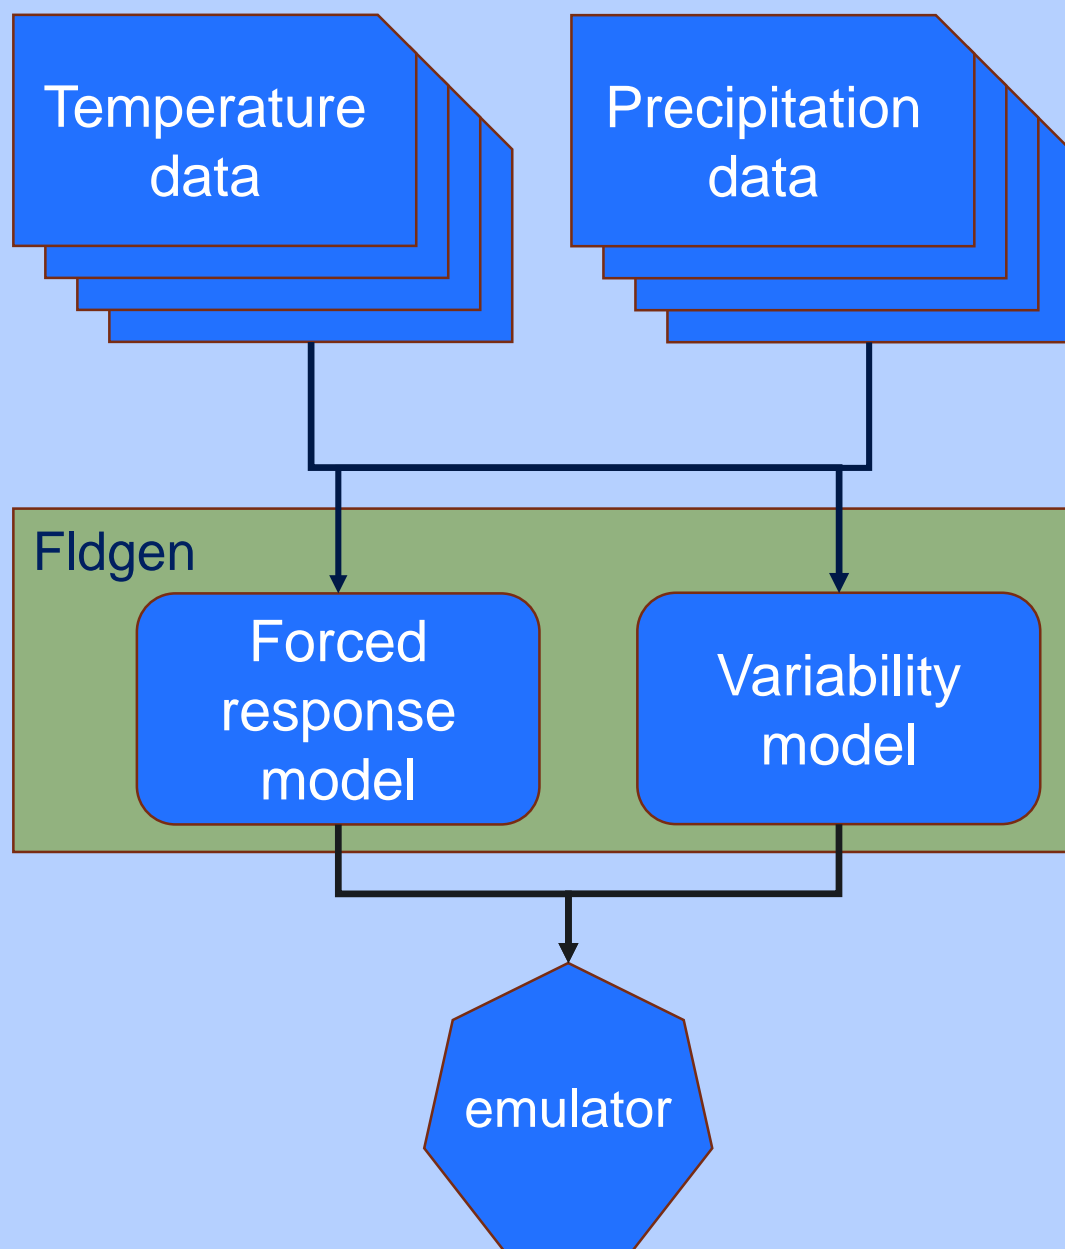 Temperature
data
Precipitation
data
Fldgen
Forced
response
model
Variability
model
emulator